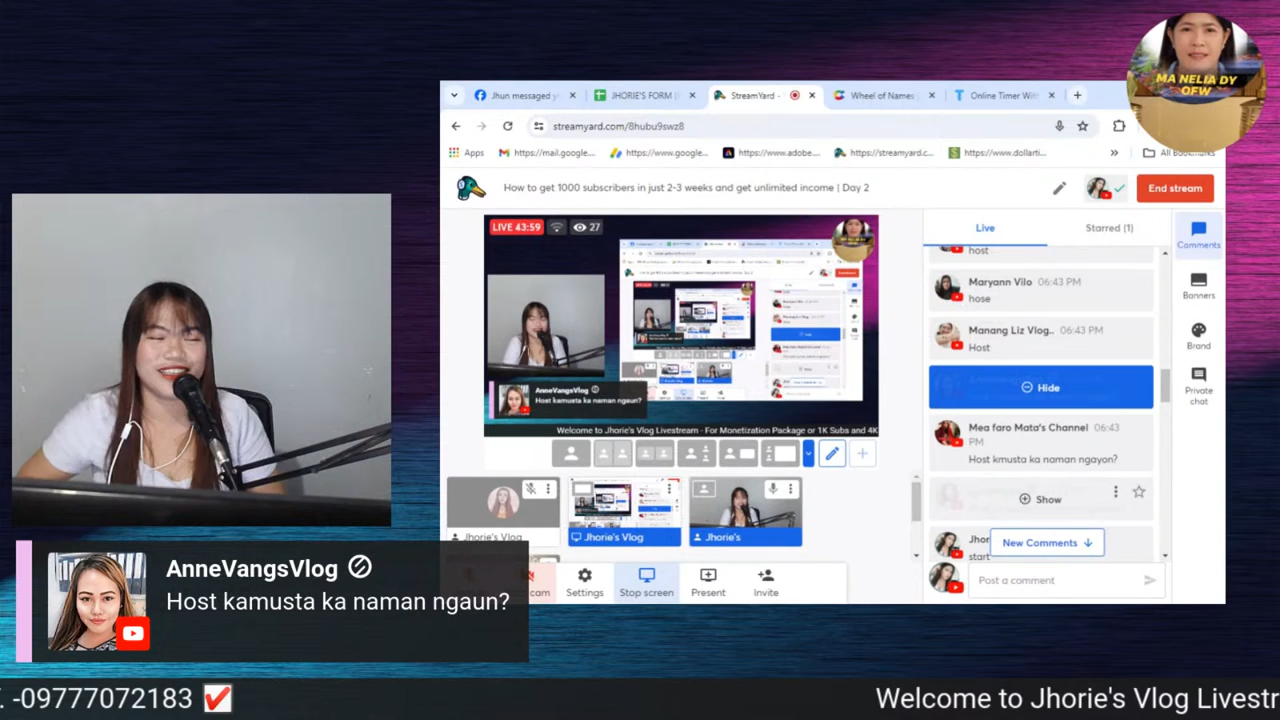 MA NELIA DY
OFW
Jhun messaged
JHORIE'S FORM
StreamYard -
Wheel of Names
Online Timer Wit
streamyard.com/8hubu9swz8
Apps
https://mail.google...
https://www.google...
https://www.adobe...
https://streamyard.c...
https://www.dollarti...
All Bookmarks
How to get 1000 subscribers in just 2-3 weeks and get unlimited income | Day 2
End stream
LIVE 43:59
27
AnneVangsVlog
Host kamusta ka naman ngaun?
Welcome to Jhorie's Vlog Livestream - For Monetization Package or 1K Subs and 4K
Jhorie's Vlog
Jhorie's Vlog
Jhorie's
cam
Settings
Stop screen
Present
Invite
Live
Starred (1)
host
Maryann Vilo 06:43 PM
hose
Manang Liz Vlog.. 06:43 PM
Host
Hide
Mea faro Mata's Channel 06:43
PM
Host kmusta ka naman ngayon?
Show
Jhor
start
New Comments
Post a comment
Comments
Banners
Brand
Private
chat
AnneVangsVlog
Host kamusta ka naman ngaun?
. -09777072183
Welcome to Jhorie's Vlog Livestr